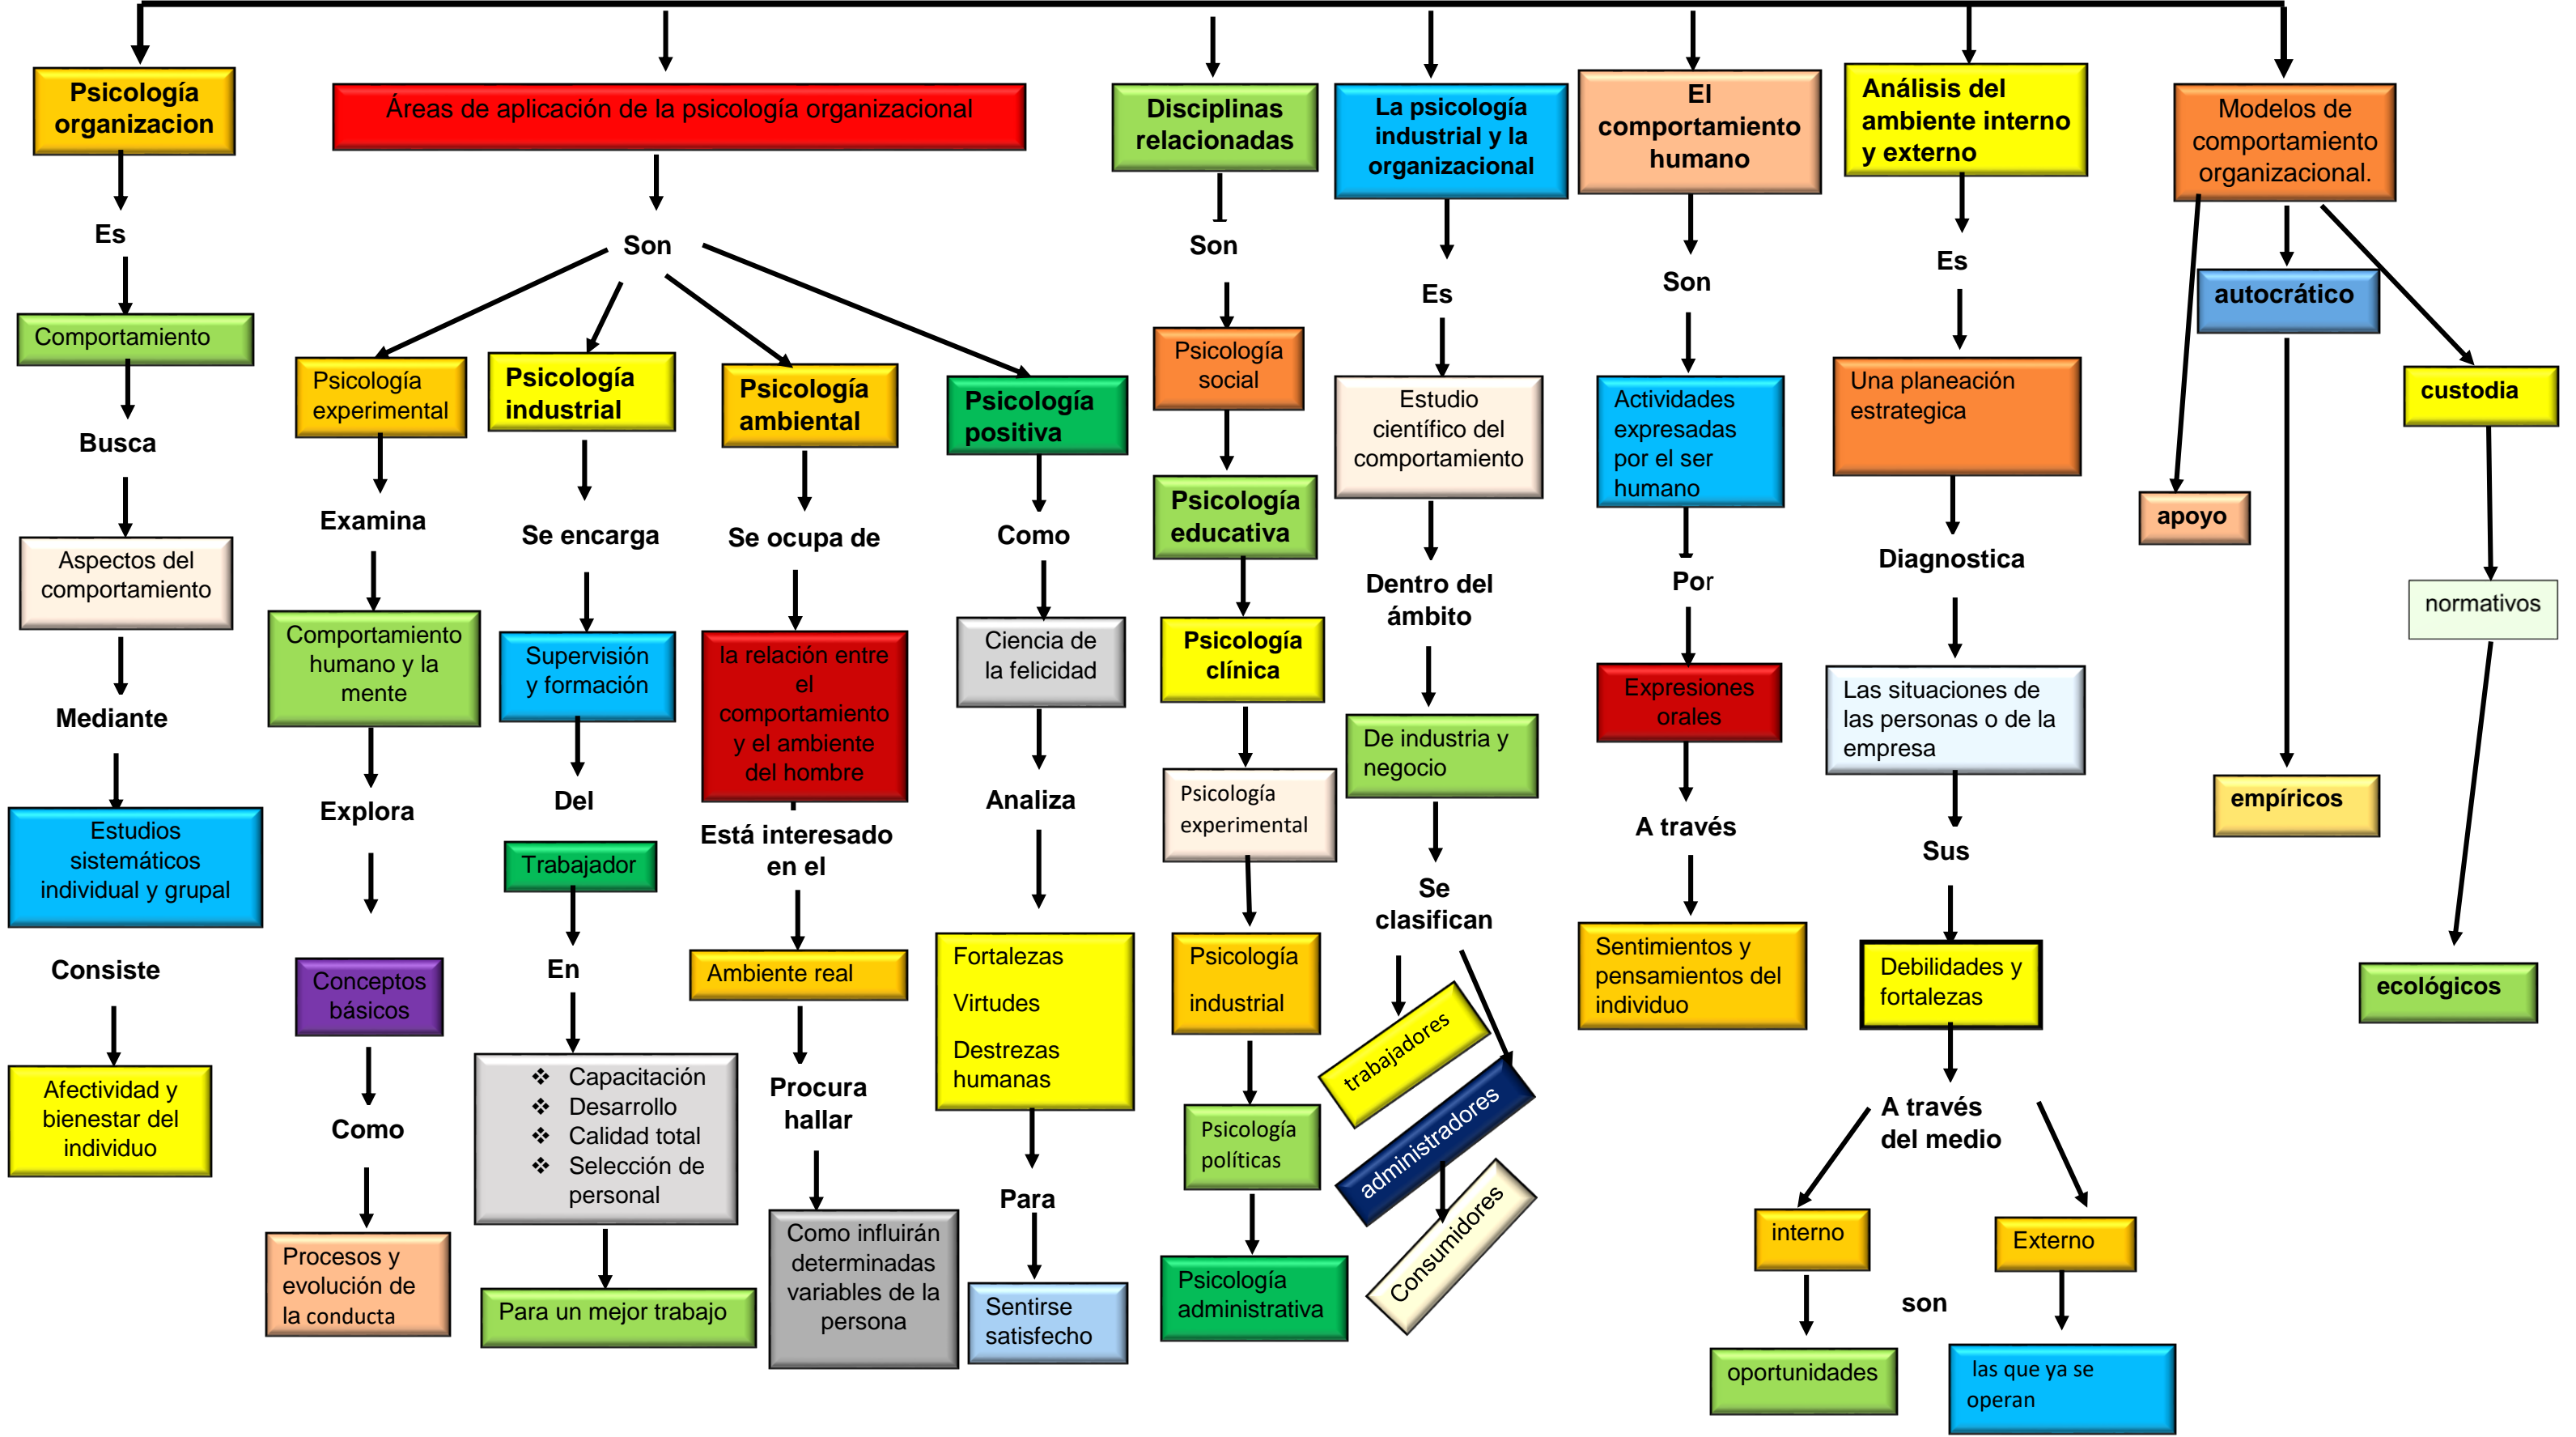 Psicología
organizacion
Es
Comportamiento
Busca
Aspectos del
comportamiento
Mediante
Estudios
sistemáticos
individual y grupal
Consiste
Afectividad y
bienestar del
individuo
Áreas de aplicación de la psicología organizacional
Son
Psicología
experimental
Examina
Comportamiento
humano y la
mente
Explora
Conceptos
básicos
Como
Procesos y
evolución de
la conducta
Psicología
industrial
Se encarga
Supervisión
y formación
Del
Trabajador
En
❖ Capacitación
❖ Desarrollo
❖ Calidad total
❖ Selección de
personal
Para un mejor trabajo
Psicología
ambiental
Se ocupa de
la relación entre
el
comportamiento
y el ambiente
del hombre
Está interesado
en el
Ambiente real
Procura
hallar
Como influirán
determinadas
variables de la
persona
Psicología
positiva
Como
Ciencia de
la felicidad
Analiza
Fortalezas
Virtudes
Destrezas
humanas
Para
Sentirse
satisfecho
Disciplinas
relacionadas
Son
Psicología
social
Psicología
educativa
Psicología
clínica
Psicología
experimental
Psicología
industrial
Psicología
políticas
Psicología
administrativa
La psicología
industrial y la
organizacional
Es
Estudio
científico del
comportamiento
Dentro del
ámbito
De industria y
negocio
Se
clasifican
trabajadores
administradores
Consumidores
El
comportamiento
humano
Son
Actividades
expresadas
por el ser
humano
Por
Expresiones
orales
A través
Sentimientos y
pensamientos del
individuo
Análisis del
ambiente interno
y externo
Es
Una planeación
estrategica
Diagnostica
Las situaciones de
las personas o de la
empresa
Sus
Debilidades y
fortalezas
A través
del medio
interno
Externo
son
oportunidades
las que ya se
operan
Modelos de
comportamiento
organizacional.
autocrático
custodia
apoyo
normativos
empíricos
ecológicos